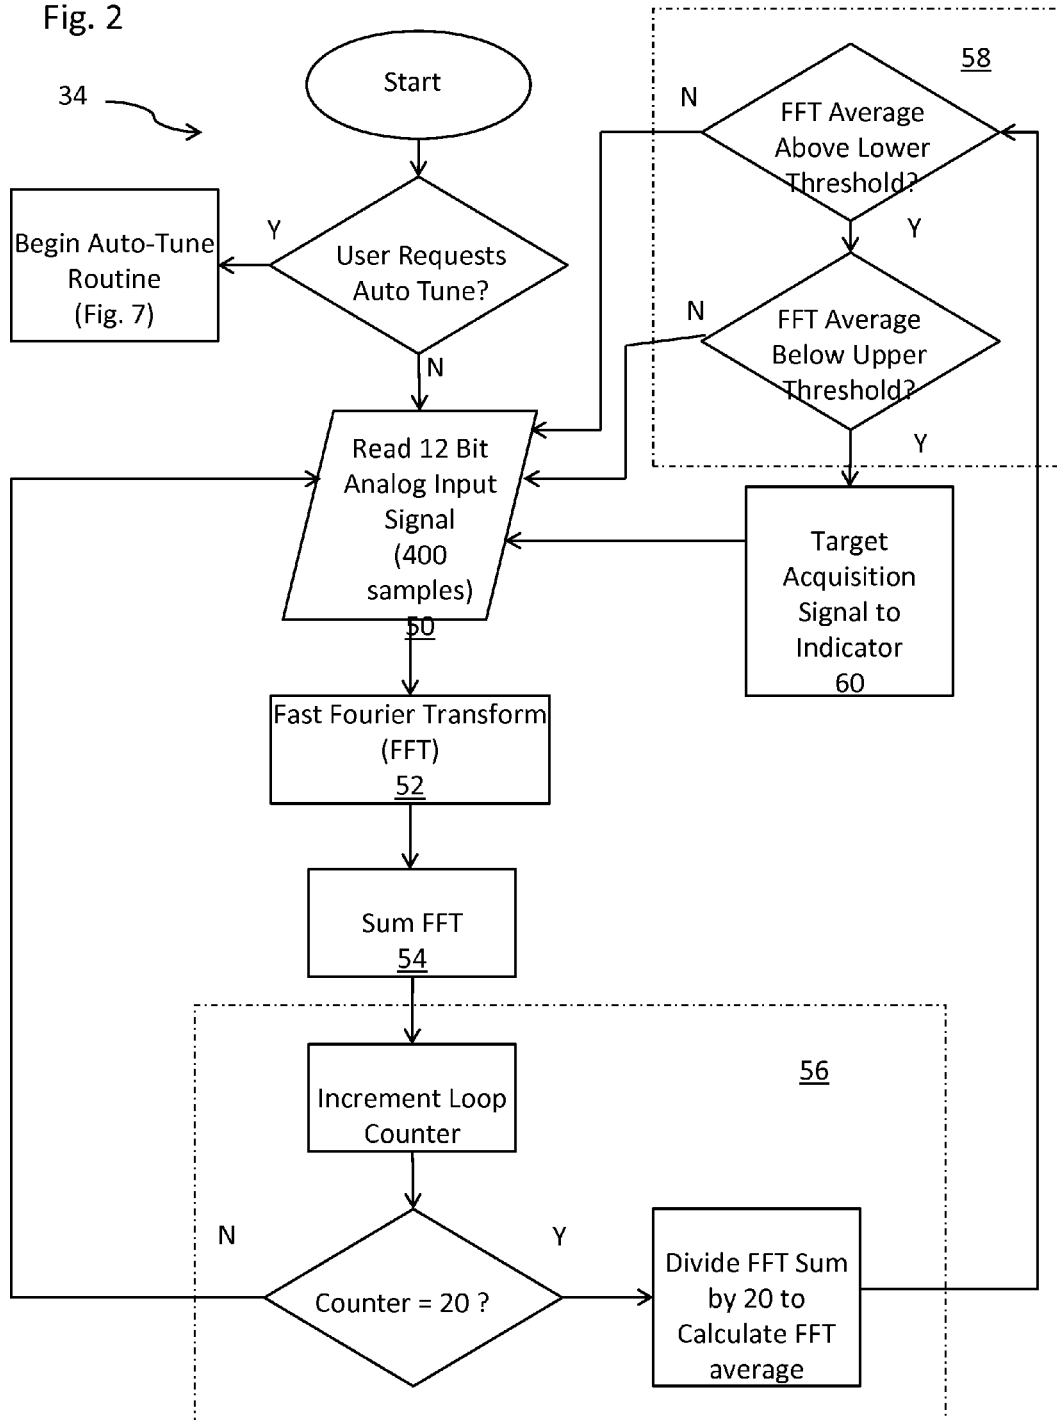 Fig. 2
34
Start
58
N
FFT Average
Above Lower
Threshold?
Y
Y
Begin Auto-Tune
Routine
(Fig. 7)
User Requests
Auto Tune?
N
N
FFT Average
Below Upper
Threshold?
Y
Read 12 Bit
Analog Input
Signal
(400
samples)
50
Target
Acquisition
Signal to
Indicator
60
Fast Fourier Transform
(FFT)
52
Sum FFT
54
56
Increment Loop
Counter
N
Y
Counter = 20 ?
Divide FFT Sum
by 20 to
Calculate FFT
average